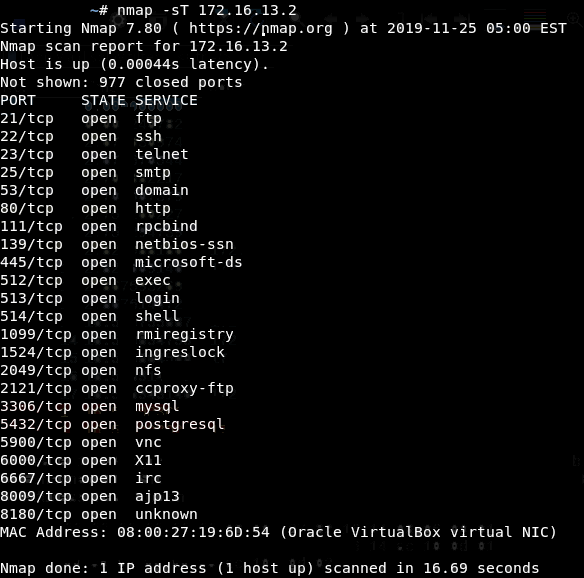 ~# nmap -sT 172.16.13.2
Starting Nmap 7.80 ( https://nmap.org ) at 2019-11-25 05:00 EST
Nmap scan report for 172.16.13.2
Host is up (0.00044s latency).
Not shown: 977 closed ports
PORT     STATE SERVICE
21/tcp   open  ftp
22/tcp   open  ssh
23/tcp   open  telnet
25/tcp   open  smtp
53/tcp   open  domain
80/tcp   open  http
111/tcp  open  rpcbind
139/tcp  open  netbios-ssn
445/tcp  open  microsoft-ds
512/tcp  open  exec
513/tcp  open  login
514/tcp  open  shell
1099/tcp open  rmiregistry
1524/tcp open  ingreslock
2049/tcp open  nfs
2121/tcp open  ccproxy-ftp
3306/tcp open  mysql
5432/tcp open  postgresql
5900/tcp open  vnc
6000/tcp open  X11
6667/tcp open  irc
8009/tcp open  ajp13
8180/tcp open  unknown
MAC Address: 08:00:27:19:6D:54 (Oracle VirtualBox virtual NIC)
Nmap done: 1 IP address (1 host up) scanned in 16.69 seconds